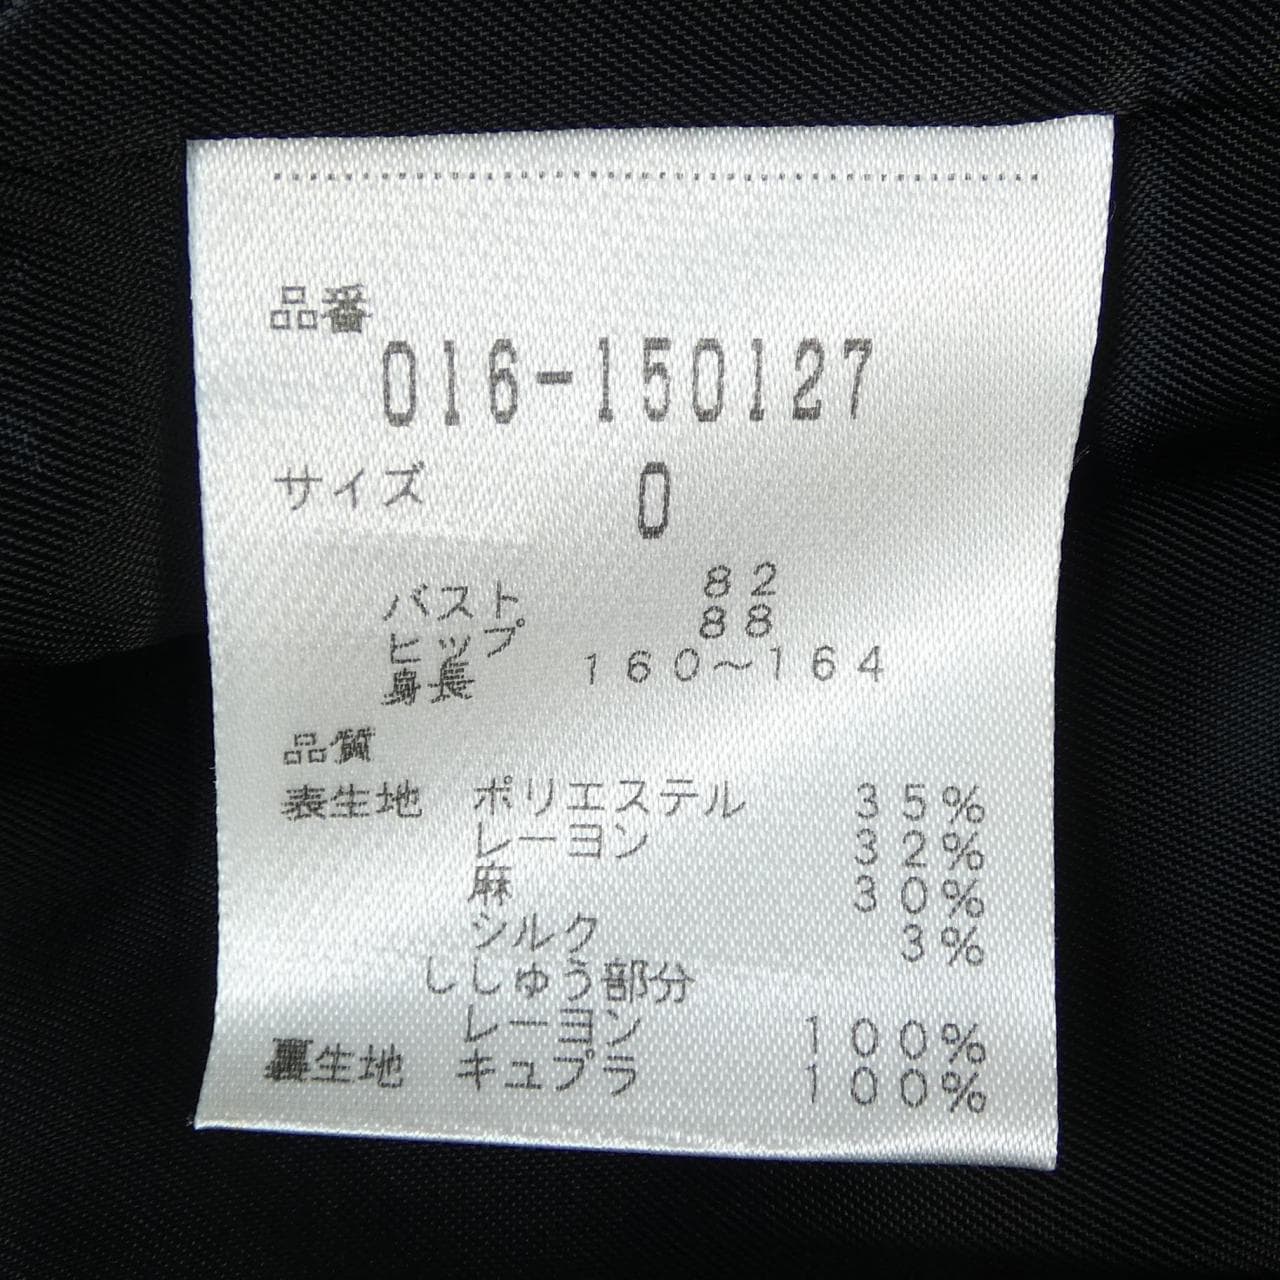 品番
016-150127
サイズ 0
バスト 82
ヒップ 88
身長 160〜164
品質
表生地 ポリエステル 35%
レーヨン 32%
麻 30%
シルク 3%
ししゅう部分
レーヨン 100%
裏生地 キュプラ 100%